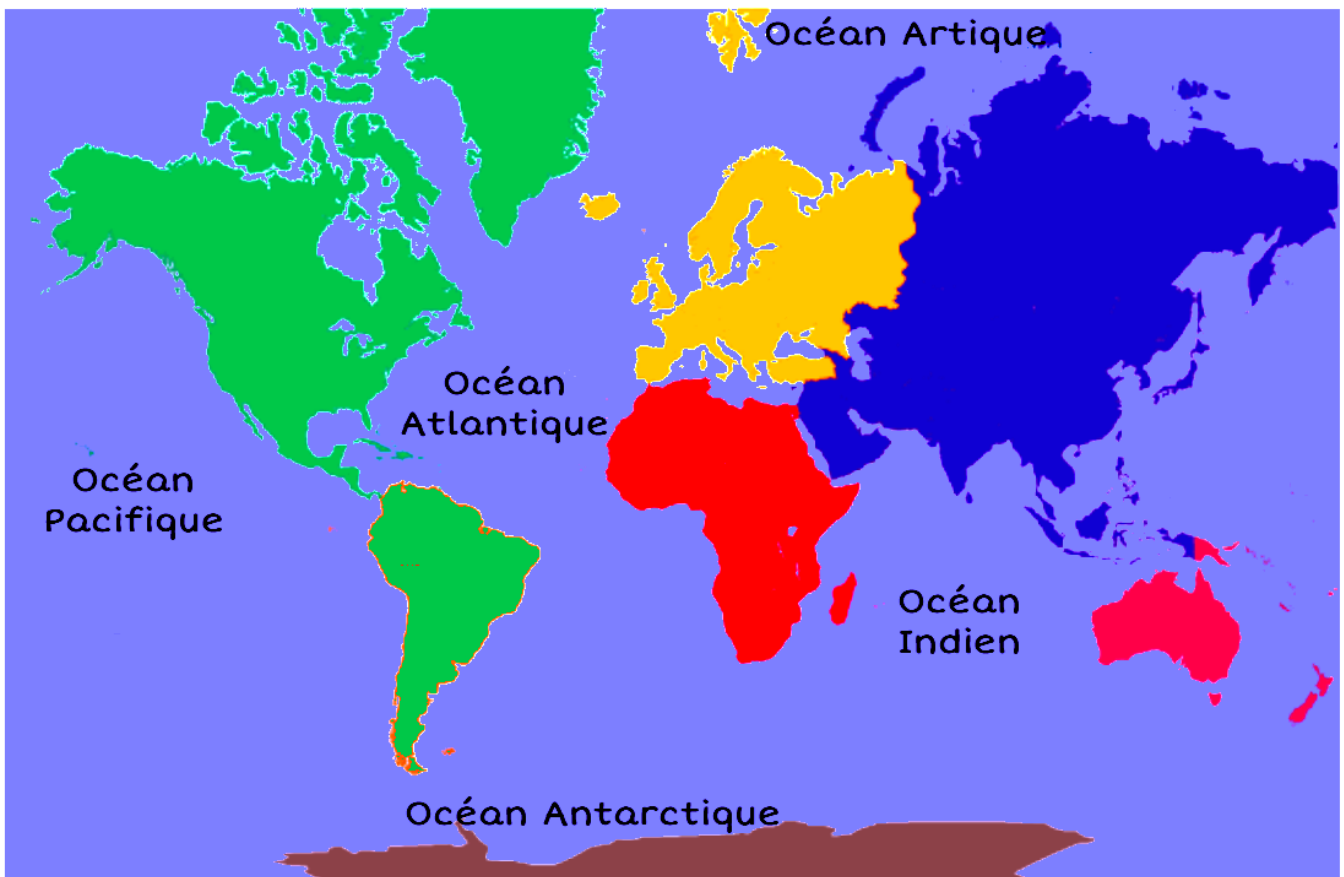 Océan Artique
Océan
Atlantique
Océan
Pacifique
Océan
Indien
Océan Antarctique